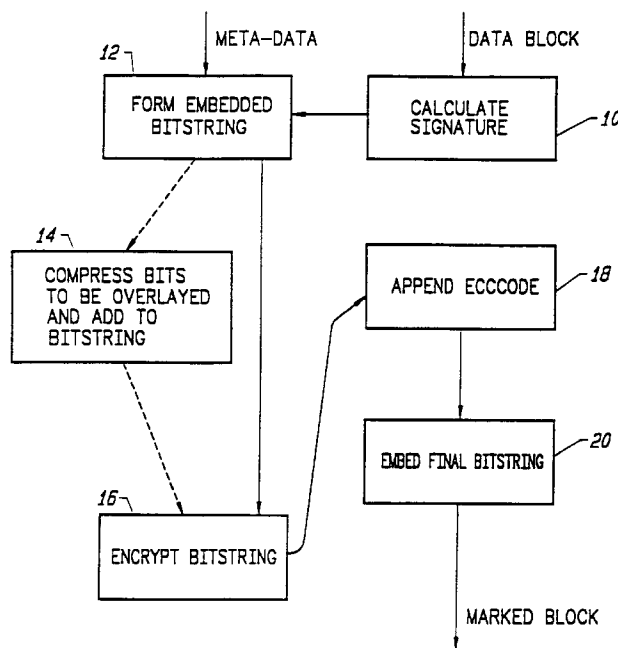 META-DATA
DATA BLOCK
12
FORM EMBEDDED
BITSTRING
CALCULATE
SIGNATURE
10
14
COMPRESS BITS
TO BE OVERLAYED
AND ADD TO
BITSTRING
APPEND ECCCODE
18
EMBED FINAL BITSTRING
20
16
ENCRYPT BITSTRING
MARKED BLOCK